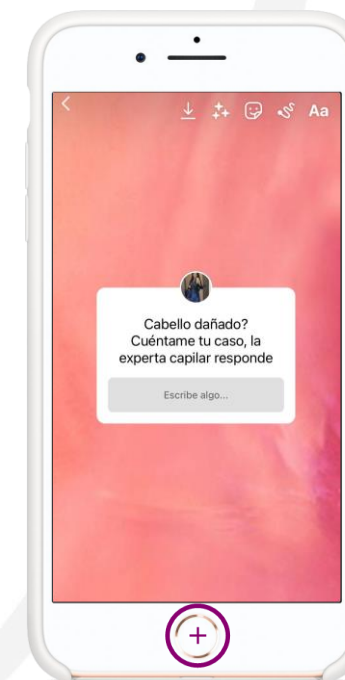 Aa
Cabello dañado?
Cuéntame tu caso, la
experta capilar responde
Escribe algo...